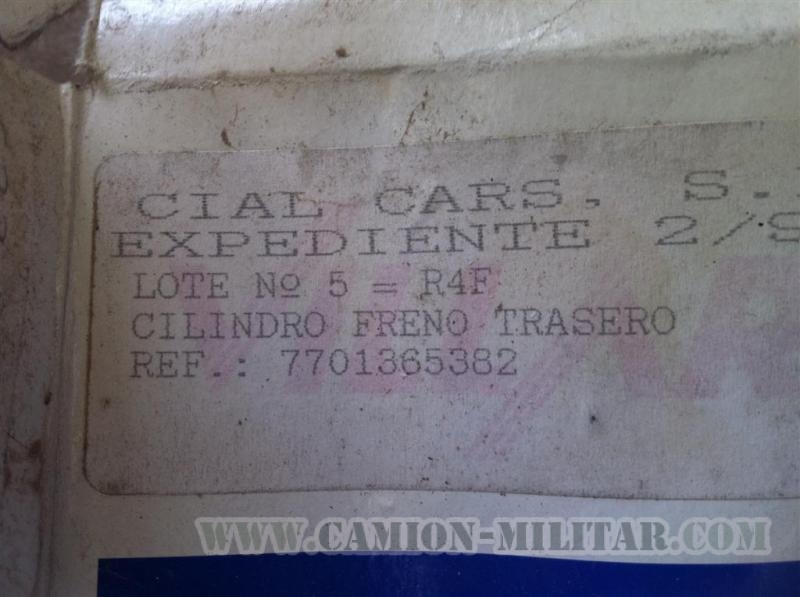 CIAL CARS. S.
EXPEDIENTE 2/S
LOTE Nº 5 = R4F
CILINDRO FRENO TRASERO
REF.: 7701365382
WWW.CAMION-MILITAR.COM